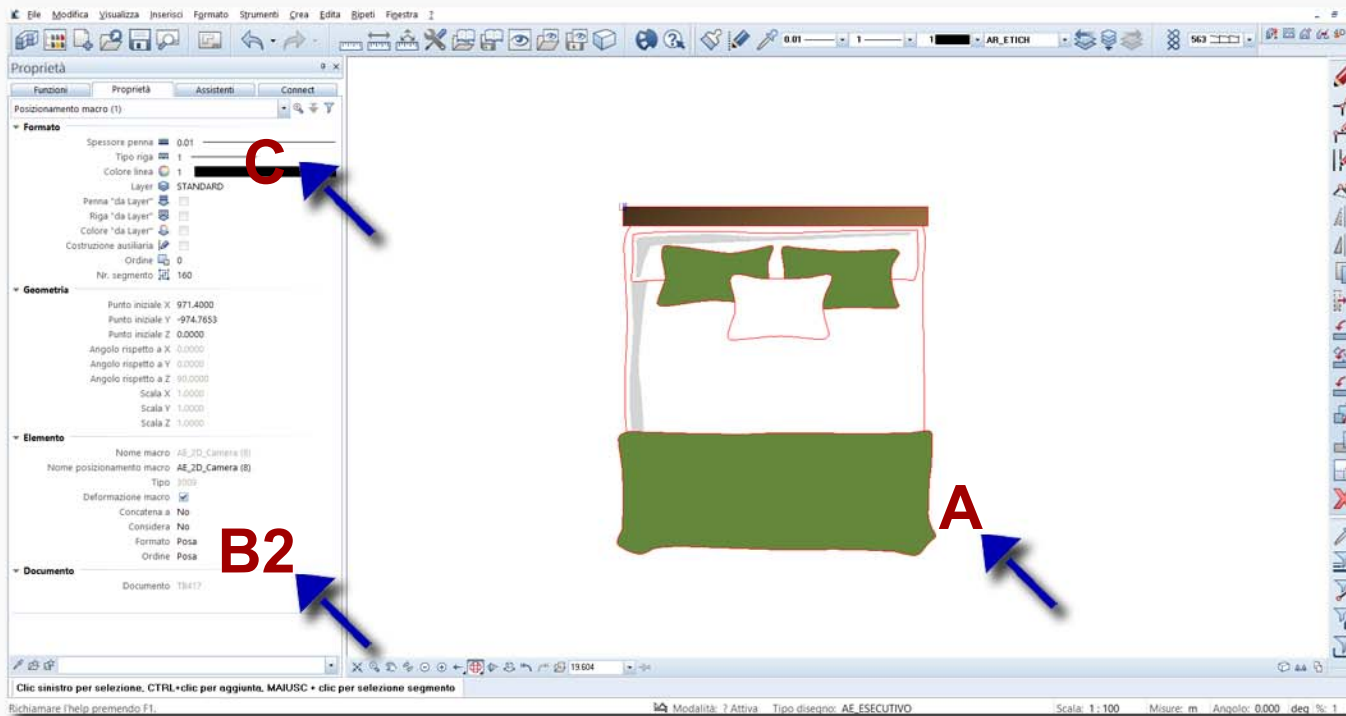 File Modifica Visualizza Inserisci Formato Strumenti Crea Edita Ripeti Finestra ?
0.01 1 1 AR_ETICH 563
Proprietà
Funzioni Proprietà Assistenti Connect
Posizionamento macro (1)
Formato
Spessore penna 0.01
Tipo riga 1
Colore linea 1
C
Layer STANDARD
Penna "da Layer"
Riga "da Layer"
Colore "da Layer"
Costruzione ausiliaria
Ordine 0
Nr. segmento 160
Geometria
Punto iniziale X 971.4000
Punto iniziale Y -974.7653
Punto iniziale Z 0.0000
Angolo rispetto a X 0.0000
Angolo rispetto a Y 0.0000
Angolo rispetto a Z 90.0000
Scala X 1.0000
Scala Y 1.0000
Scala Z 1.0000
Elemento
Nome macro AE_2D_Camera (8)
Nome posizionamento macro AE_2D_Camera (8)
Tipo 3009
Deformazione macro
Concatena a No
Considera No
Formato Posa
Ordine Posa
B2
A
Documento
Documento TB417
19.604
Clic sinistro per selezione, CTRL+clic per aggiunta, MAIUSC + clic per selezione segmento
Richiamare l'help premendo F1.
Modalità: ? Attiva Tipo disegno: AE_ESECUTIVO Scala: 1 : 100 Misure: m Angolo: 0.000 deg %: 1